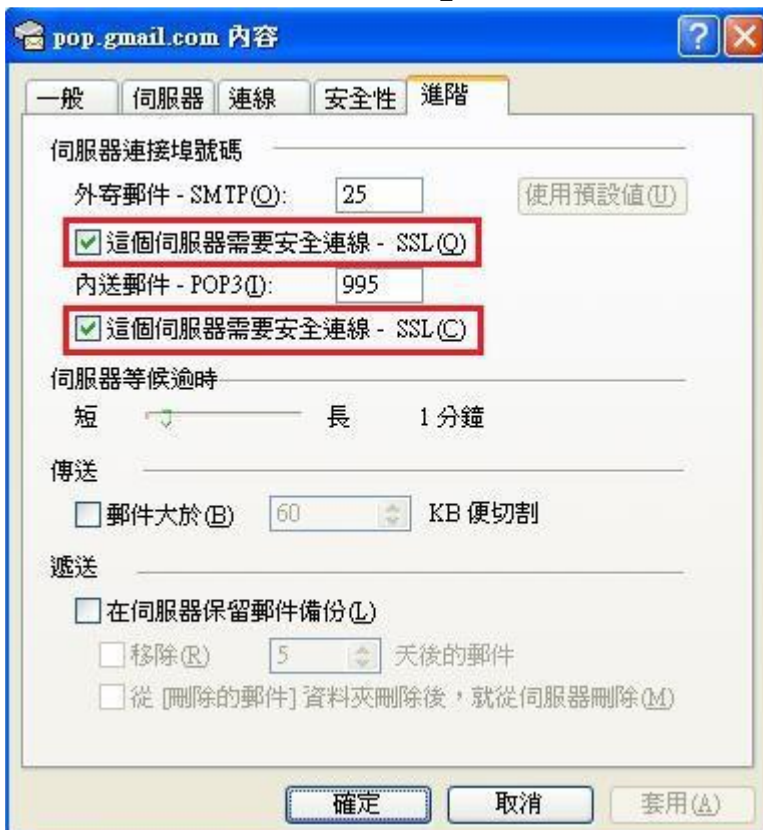 pop.gmail.com 內容
一般 伺服器 連線 安全性 進階
伺服器連接埠號碼
外寄郵件 - SMTP(O): 25 使用預設值(U)
這個伺服器需要安全連線 - SSL(Q)
內送郵件 - POP3(I): 995
這個伺服器需要安全連線 - SSL(C)
伺服器等候逾時
短 長 1 分鐘
傳送
郵件大於(B) 60 KB 便切割
遞送
在伺服器保留郵件備份(L)
移除(R) 5 天後的郵件
從 [刪除的郵件] 資料夾刪除後，就從伺服器刪除(M)
確定 取消 套用(A)